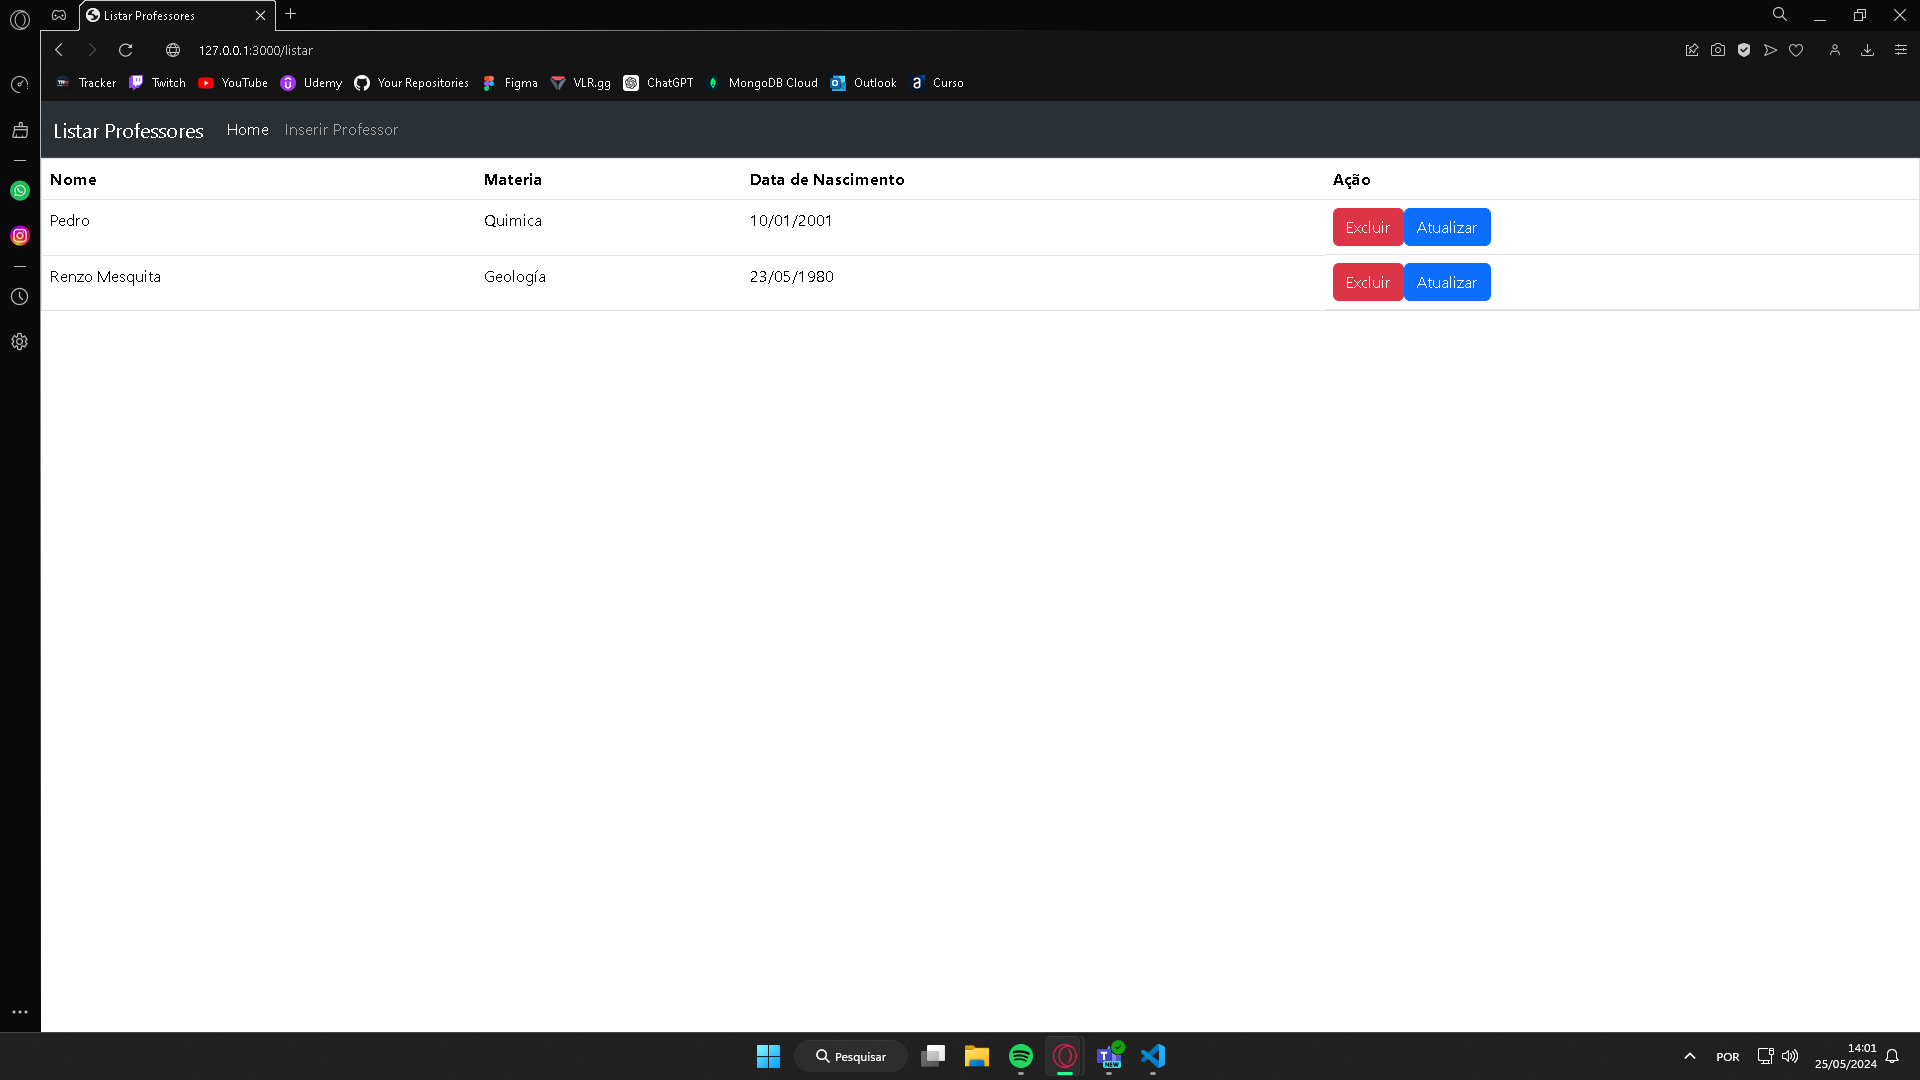 Listar Professores
127.0.0.1:3000/listar
Tracker Twitch YouTube Udemy Your Repositories Figma VLR.gg ChatGPT MongoDB Cloud Outlook Curso
Listar Professores Home Inserir Professor
Nome Materia Data de Nascimento Ação
Pedro Quimica 10/01/2001 Excluir Atualizar
Renzo Mesquita Geología 23/05/1980 Excluir Atualizar
Pesquisar POR 14:01
25/05/2024